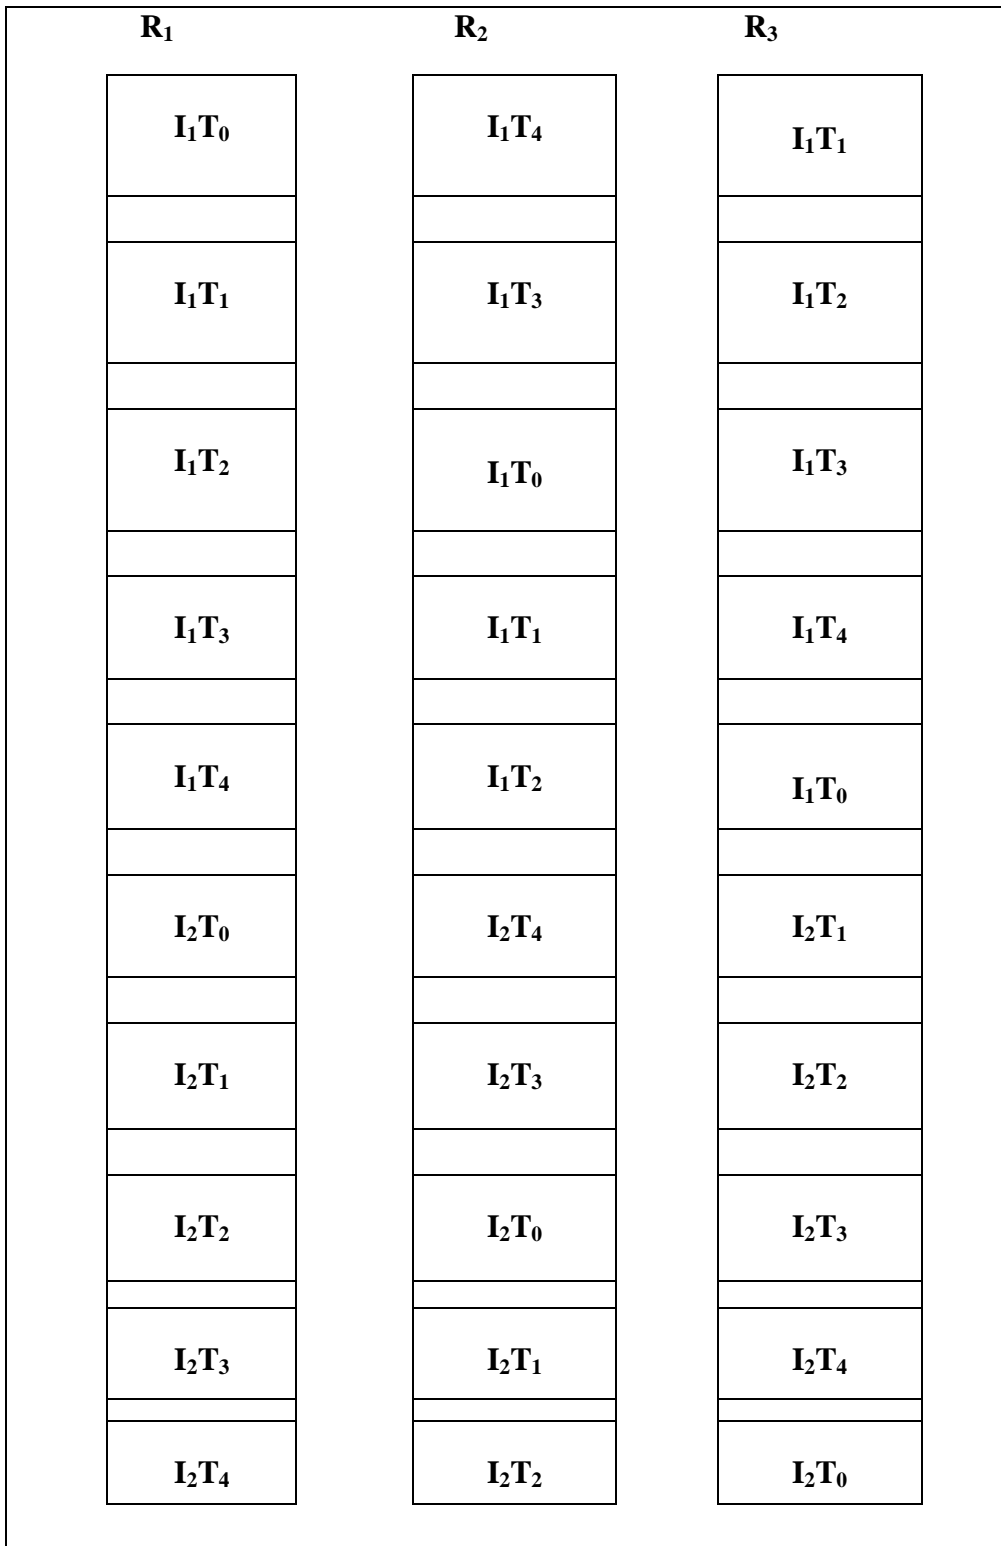 R₁ R₂ R₃
I₁T₀ I₁T₄ I₁T₁
I₁T₁ I₁T₃ I₁T₂
I₁T₂ I₁T₀ I₁T₃
I₁T₃ I₁T₁ I₁T₄
I₁T₄ I₁T₂ I₁T₀
I₂T₀ I₂T₄ I₂T₁
I₂T₁ I₂T₃ I₂T₂
I₂T₂ I₂T₀ I₂T₃
I₂T₃ I₂T₁ I₂T₄
I₂T₄ I₂T₂ I₂T₀